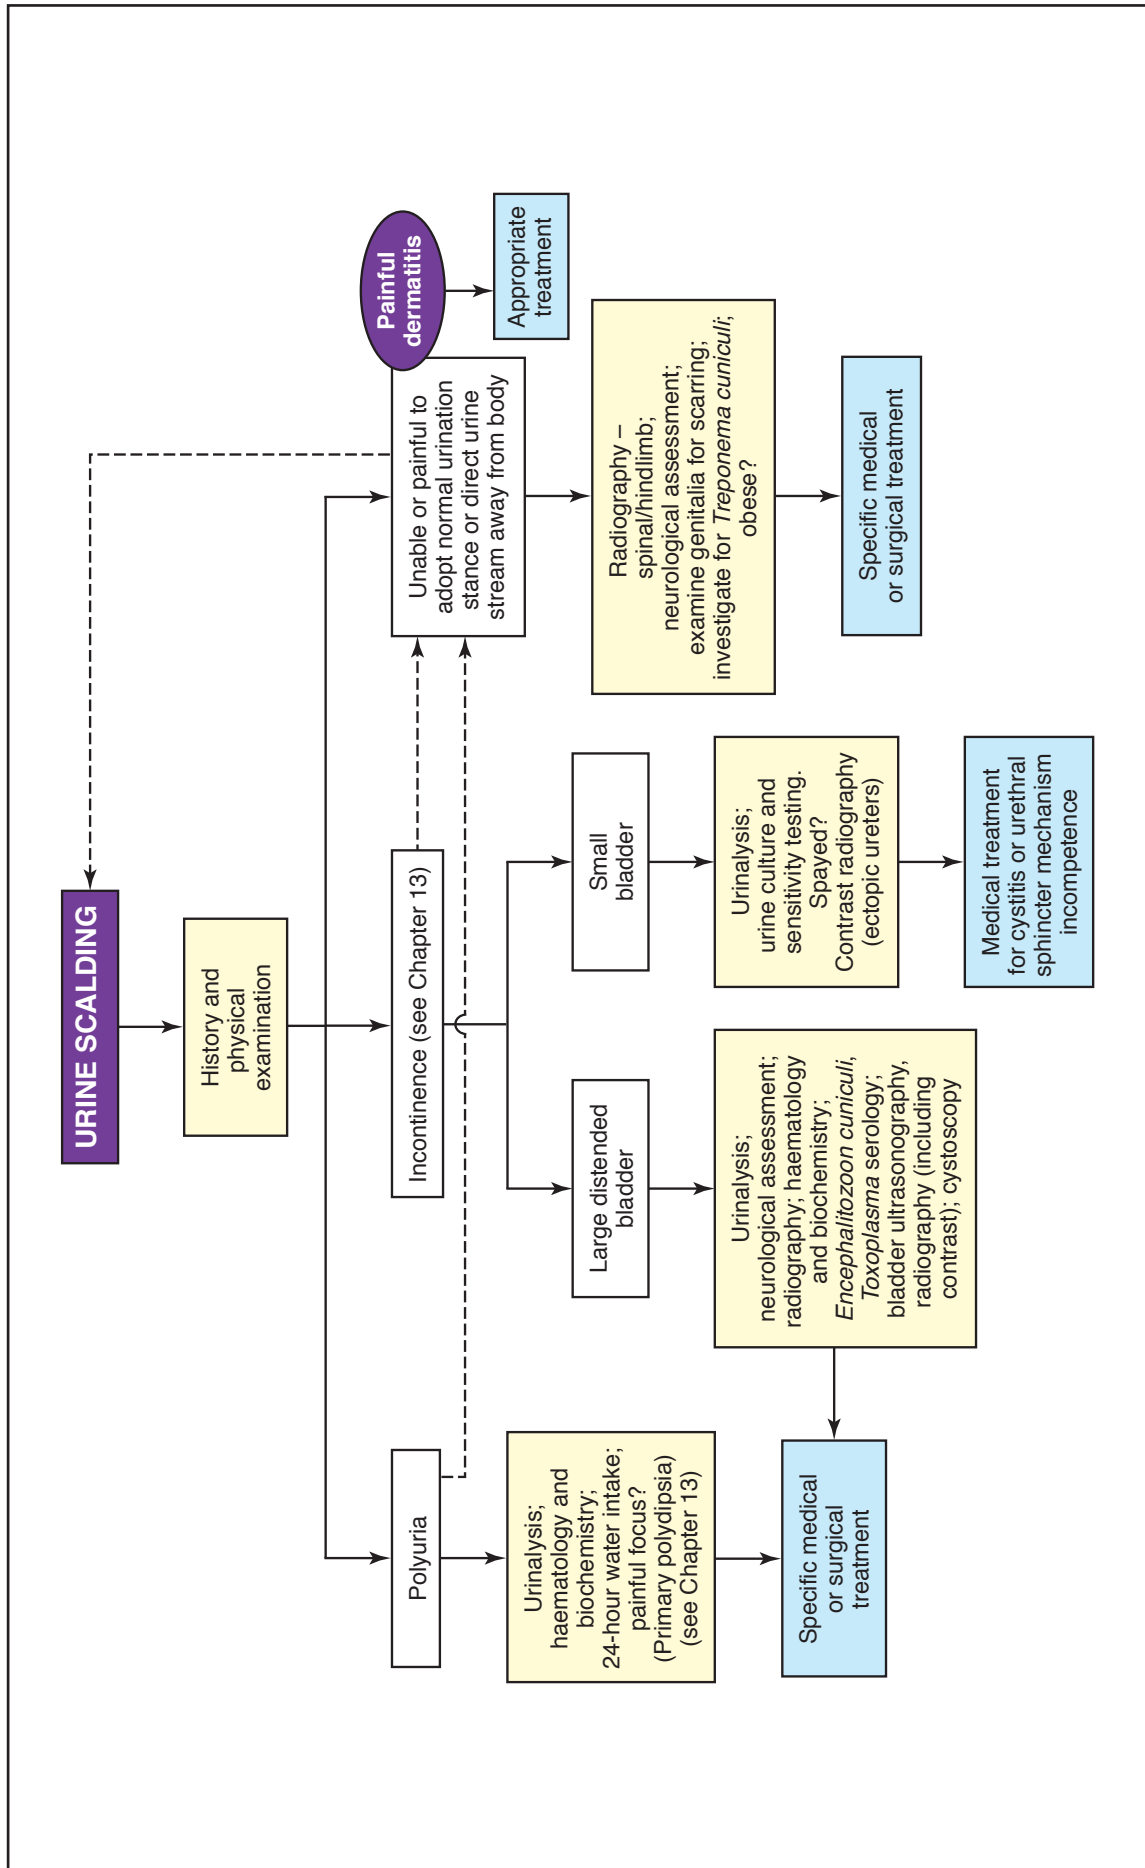 URINE SCALDING
History and
physical
examination
Polyuria
Incontinence (see Chapter 13)
Unable or painful to
adopt normal urination
stance or direct urine
stream away from body
Painful
dermatitis
Appropriate
treatment
Urinalysis;
haematology and
biochemistry;
24-hour water intake;
painful focus?
(Primary polydipsia)
(see Chapter 13)
Large distended
bladder
Small
bladder
Radiography –
spinal/hindlimb;
neurological assessment;
examine genitalia for scarring;
investigate for Treponema cuniculi;
obese?
Urinalysis;
neurological assessment;
radiography; haematology
and biochemistry;
Encephalitozoon cuniculi,
Toxoplasma serology;
bladder ultrasonography,
radiography (including
contrast); cystoscopy
Urinalysis;
urine culture and
sensitivity testing.
Spayed?
Contrast radiography
(ectopic ureters)
Specific medical
or surgical
treatment
Medical treatment
for cystitis or urethral
sphincter mechanism
incompetence
Specific medical
or surgical treatment